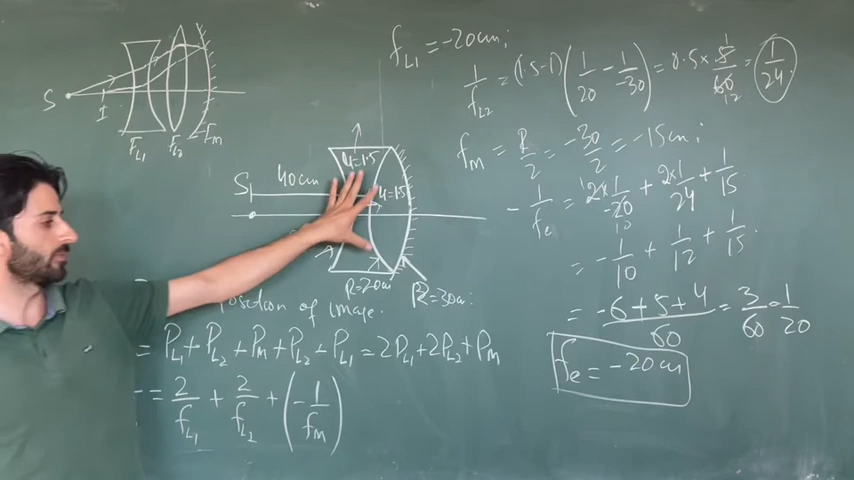 S
I
F_L1
F_L2
F_m
S
40cm
μ=1.5
μ=1.5
R=20cm
R=30cm
position of image.
= P_L1 + P_L2 + P_m + P_L2 + P_L1 = 2P_L1 + 2P_L2 + P_m
= 2/f_L1 + 2/f_L2 + (-1/f_m)
f_L1 = -20cm;
1/f_L2 = (1.5-1)(1/20 - 1/-30) = 0.5 × 5/60 = 1/24
12
f_m = R/2 = -30/2 = -15cm;
-1/f_e = 2×1/-20 + 2×1/24 + 1/15
10
= -1/10 + 1/12 + 1/15.
= -6+5+4/60 = 3/60 = 1/20
f_e = -20cm